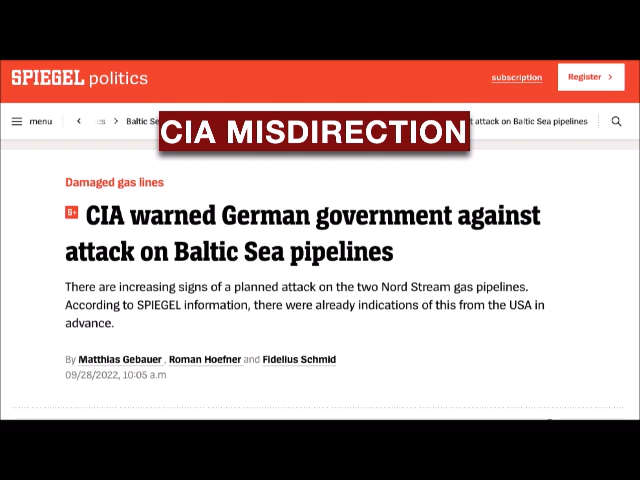 SPIEGEL politics
subscription
Register >
menu
< cs > Baltic Se
attack on Baltic Sea pipelines
CIA MISDIRECTION
Damaged gas lines
S+ CIA warned German government against
attack on Baltic Sea pipelines
There are increasing signs of a planned attack on the two Nord Stream gas pipelines.
According to SPIEGEL information, there were already indications of this from the USA in
advance.
By Matthias Gebauer , Roman Hoefner and Fidelius Schmid
09/28/2022, 10:05 a.m